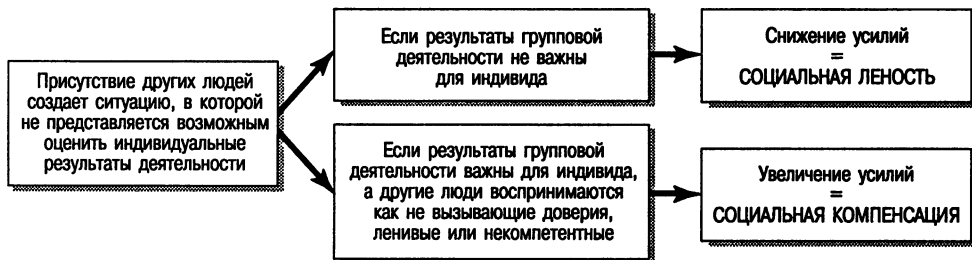 Присутствие других людей
создает ситуацию, в которой
не представляется возможным
оценить индивидуальные
результаты деятельности
Если результаты групповой
деятельности не важны
для индивида
Снижение усилий
=
СОЦИАЛЬНАЯ ЛЕНОСТЬ
Если результаты групповой
деятельности важны для индивида,
а другие люди воспринимаются
как не вызывающие доверия,
ленивые или некомпетентные
Увеличение усилий
=
СОЦИАЛЬНАЯ КОМПЕНСАЦИЯ